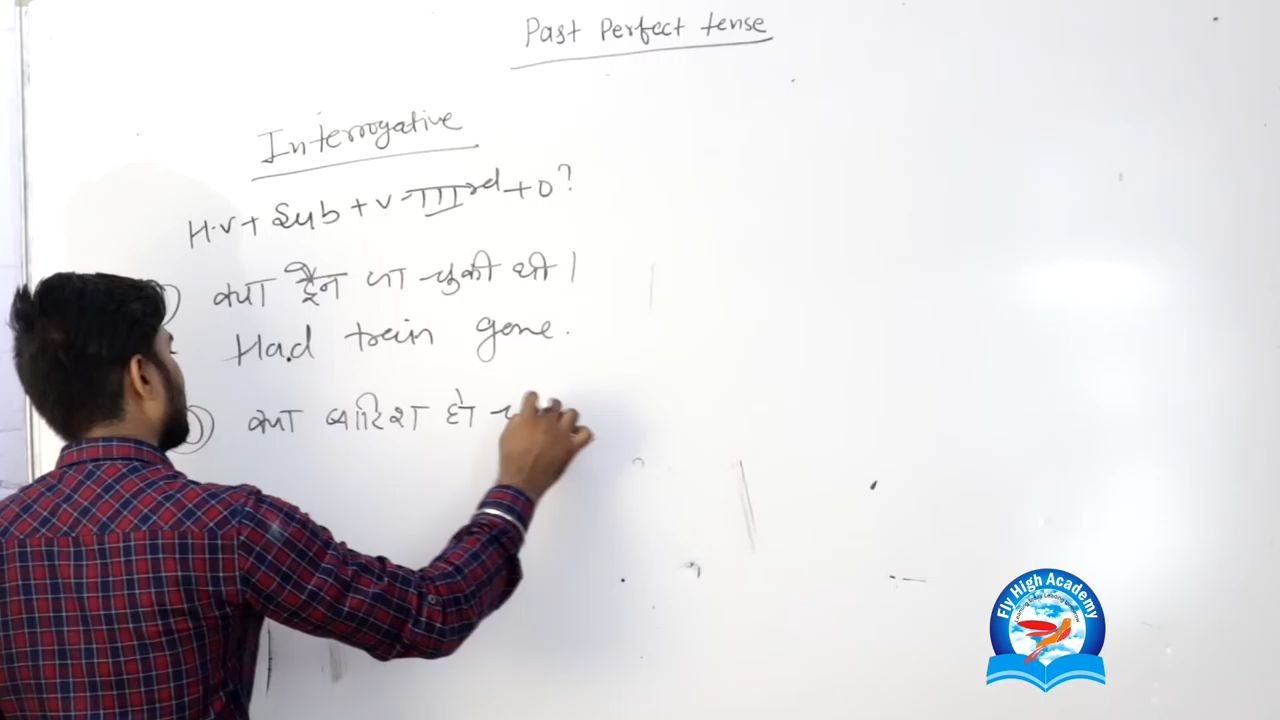 Past Perfect tense
Interrogative
H.V + Sub + V-IIIrd + O?
क्या ट्रेन जा चुकी थी।
Had train gone.
क्या बारिश हो
Fly High Academy